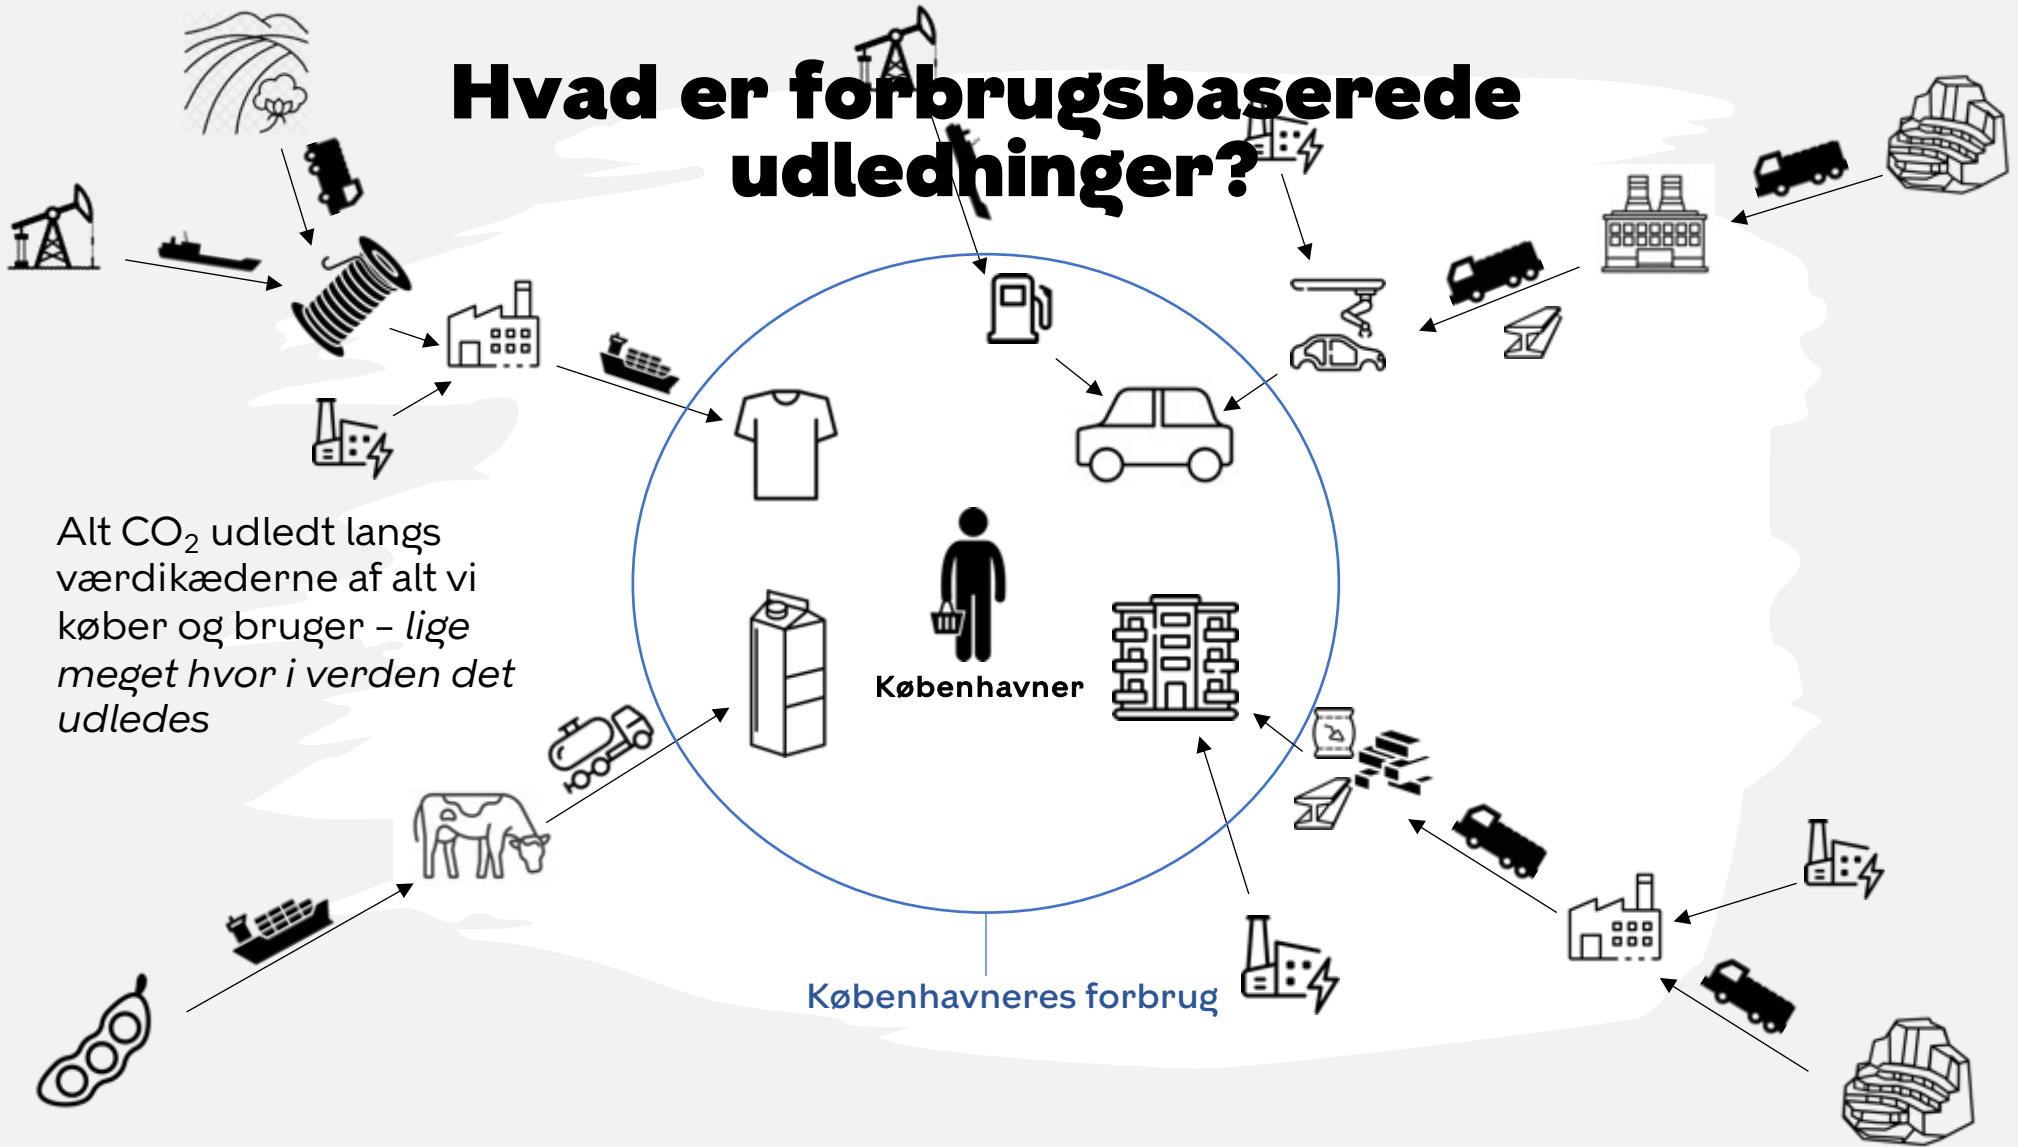 Hvad er forbrugsbaserede
udledninger?
Alt CO₂ udledt langs
værdikæderne af alt vi
køber og bruger – lige
meget hvor i verden det
udledes
Københavner
Københavneres forbrug